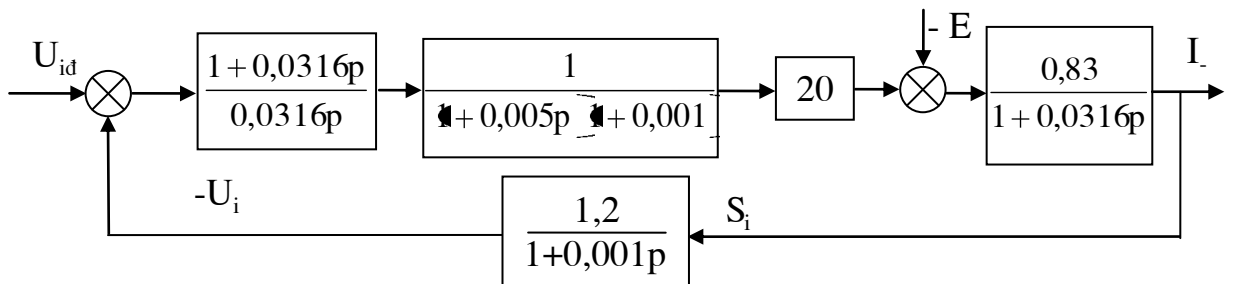 - E
U_iđ
1 + 0,0316p
0,0316p
1
1 + 0,005p 1 + 0,001
20
0,83
1 + 0,0316p
I_-
-U_i
1,2
1+0,001p
S_i